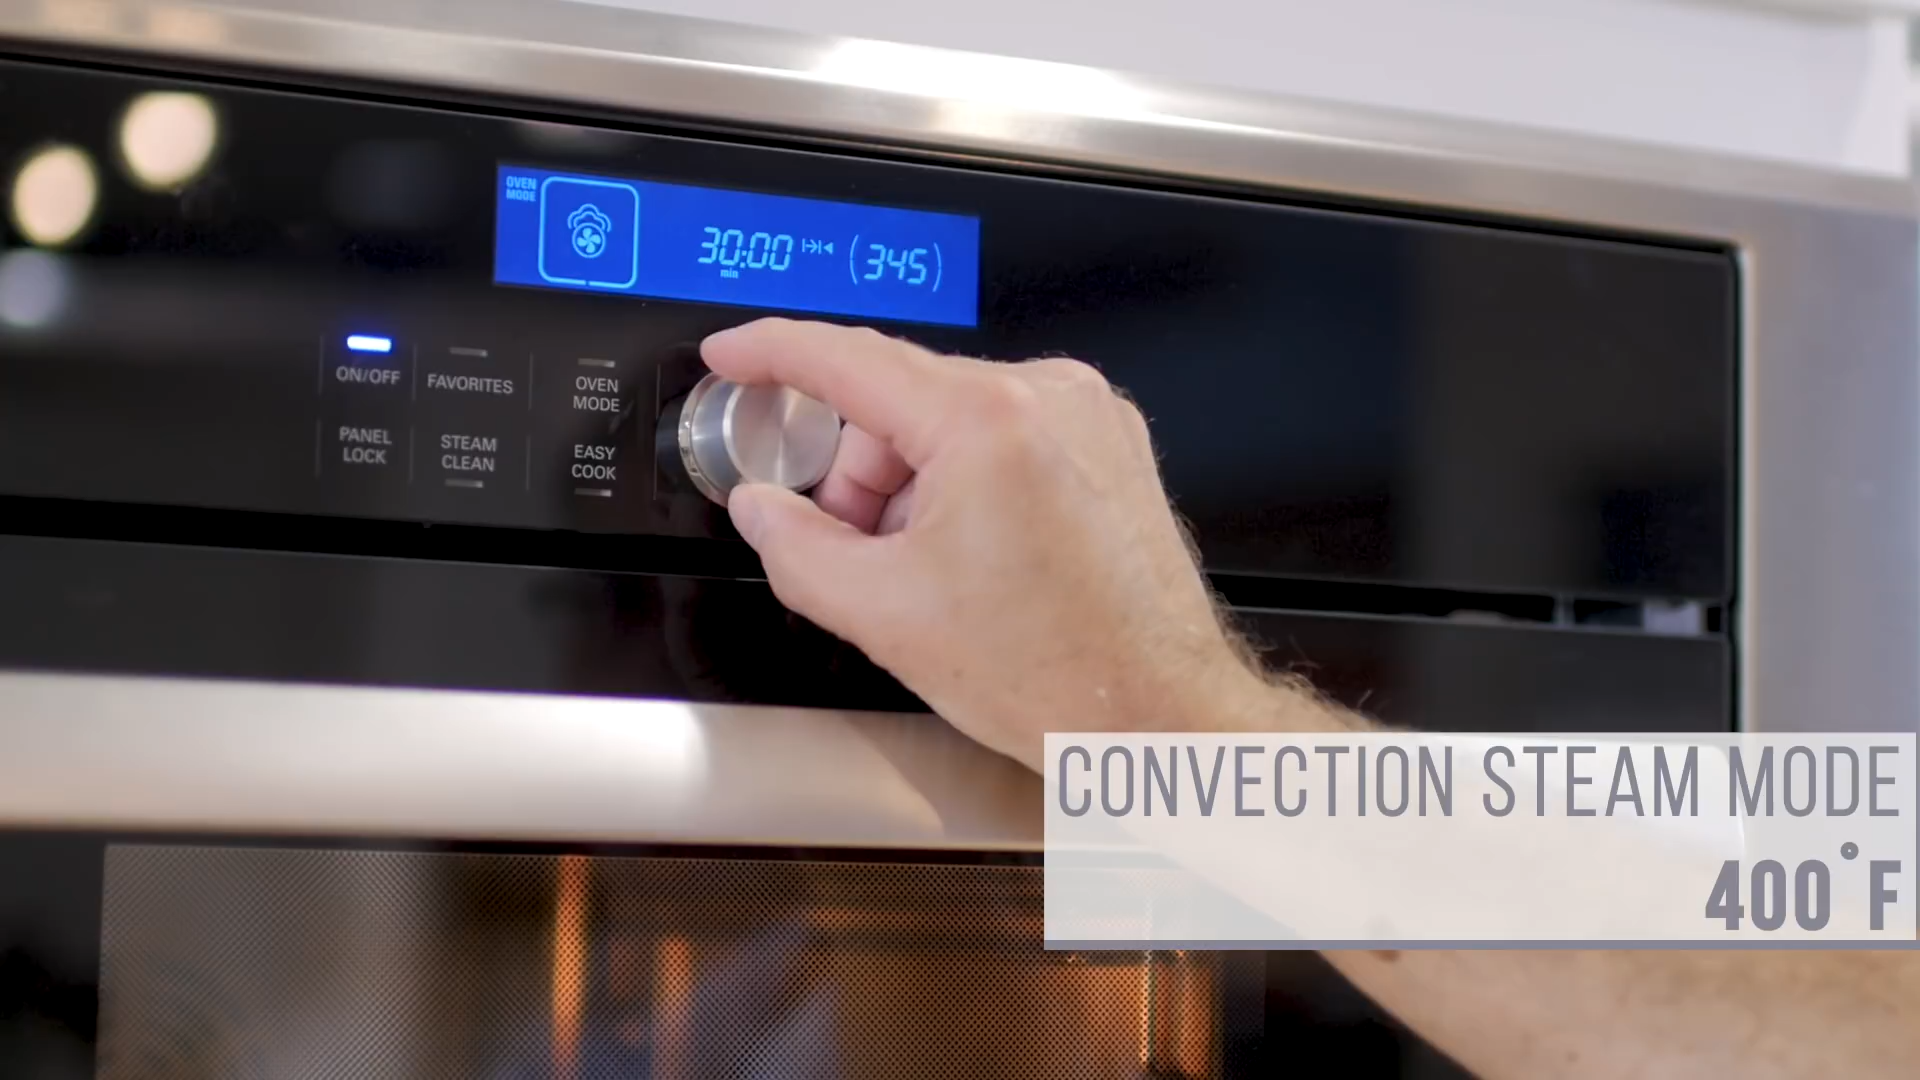 OVEN
MODE
30:00 (345)
min
ON/OFF
FAVORITES
OVEN
MODE
PANEL
LOCK
STEAM
CLEAN
EASY
COOK
CONVECTION STEAM MODE
400°F